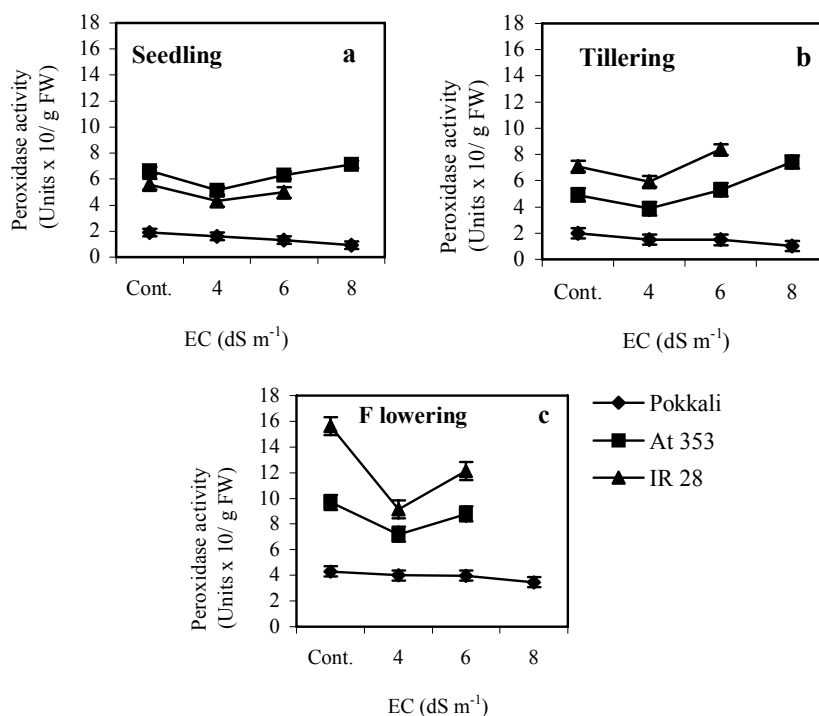 Seedling a
Peroxidase activity
(Units x 10/ g FW)
18
16
14
12
10
8
6
4
2
0
Cont. 4 6 8
EC (dS m⁻¹)
Tillering b
Peroxidase activity
(Units x 10/ g FW)
18
16
14
12
10
8
6
4
2
0
Cont. 4 6 8
EC (dS m⁻¹)
F lowering c
Peroxidase activity
(Units x 10/ g FW)
18
16
14
12
10
8
6
4
2
0
Cont. 4 6 8
EC (dS m⁻¹)
Pokkali
At 353
IR 28